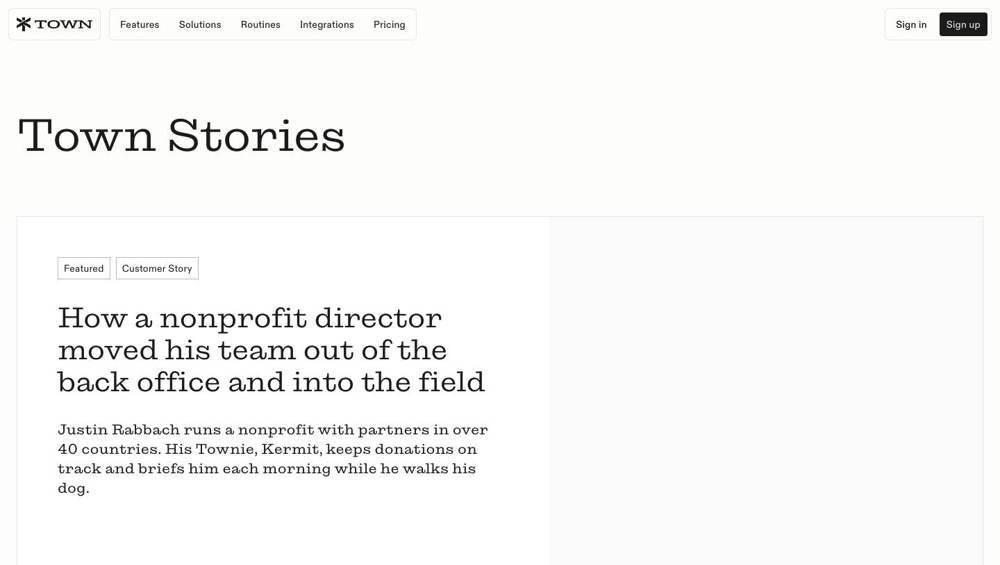 TOWN
Features Solutions Routines Integrations Pricing
Sign in Sign up
Town Stories
Featured Customer Story
How a nonprofit director
moved his team out of the
back office and into the field
Justin Rabbach runs a nonprofit with partners in over
40 countries. His Townie, Kermit, keeps donations on
track and briefs him each morning while he walks his
dog.